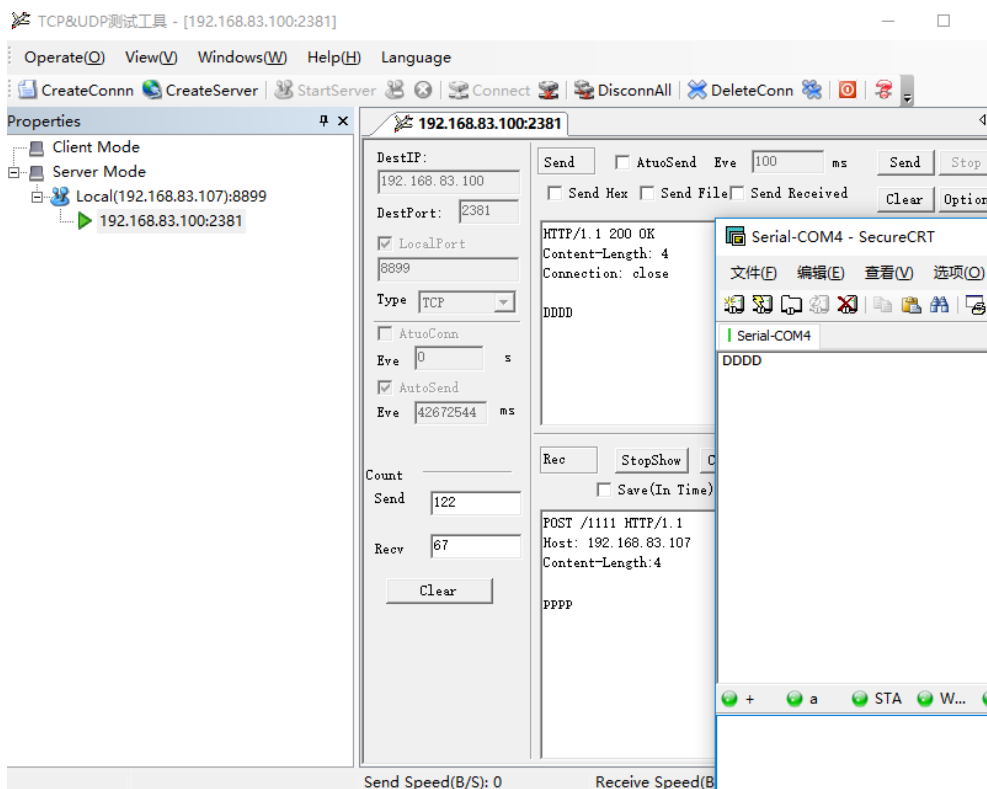 TCP&UDP测试工具 - [192.168.83.100:2381]
Operate(O) View(V) Windows(W) Help(H) Language
CreateConnn CreateServer StartServer Connect DisconnAll DeleteConn
Properties
Client Mode
Server Mode
Local(192.168.83.107):8899
192.168.83.100:2381
192.168.83.100:2381
DestIP:
192.168.83.100
DestPort: 2381
LocalPort
8899
Type TCP
AtuoConn
Eve 0 s
AutoSend
Eve 42672544 ms
Count
Send 122
Recv 67
Clear
Send AtuoSend Eve 100 ms Send Stop
Send Hex Send File Send Received Clear Option
HTTP/1.1 200 OK
Content-Length: 4
Connection: close
DDDD
Rec StopShow C
Save(In Time)
POST /1111 HTTP/1.1
Host: 192.168.83.107
Content-Length:4
PPPP
Serial-COM4 - SecureCRT
文件(F) 编辑(E) 查看(V) 选项(O)
Serial-COM4
DDDD
+ a STA W...
Send Speed(B/S): 0 Receive Speed(B